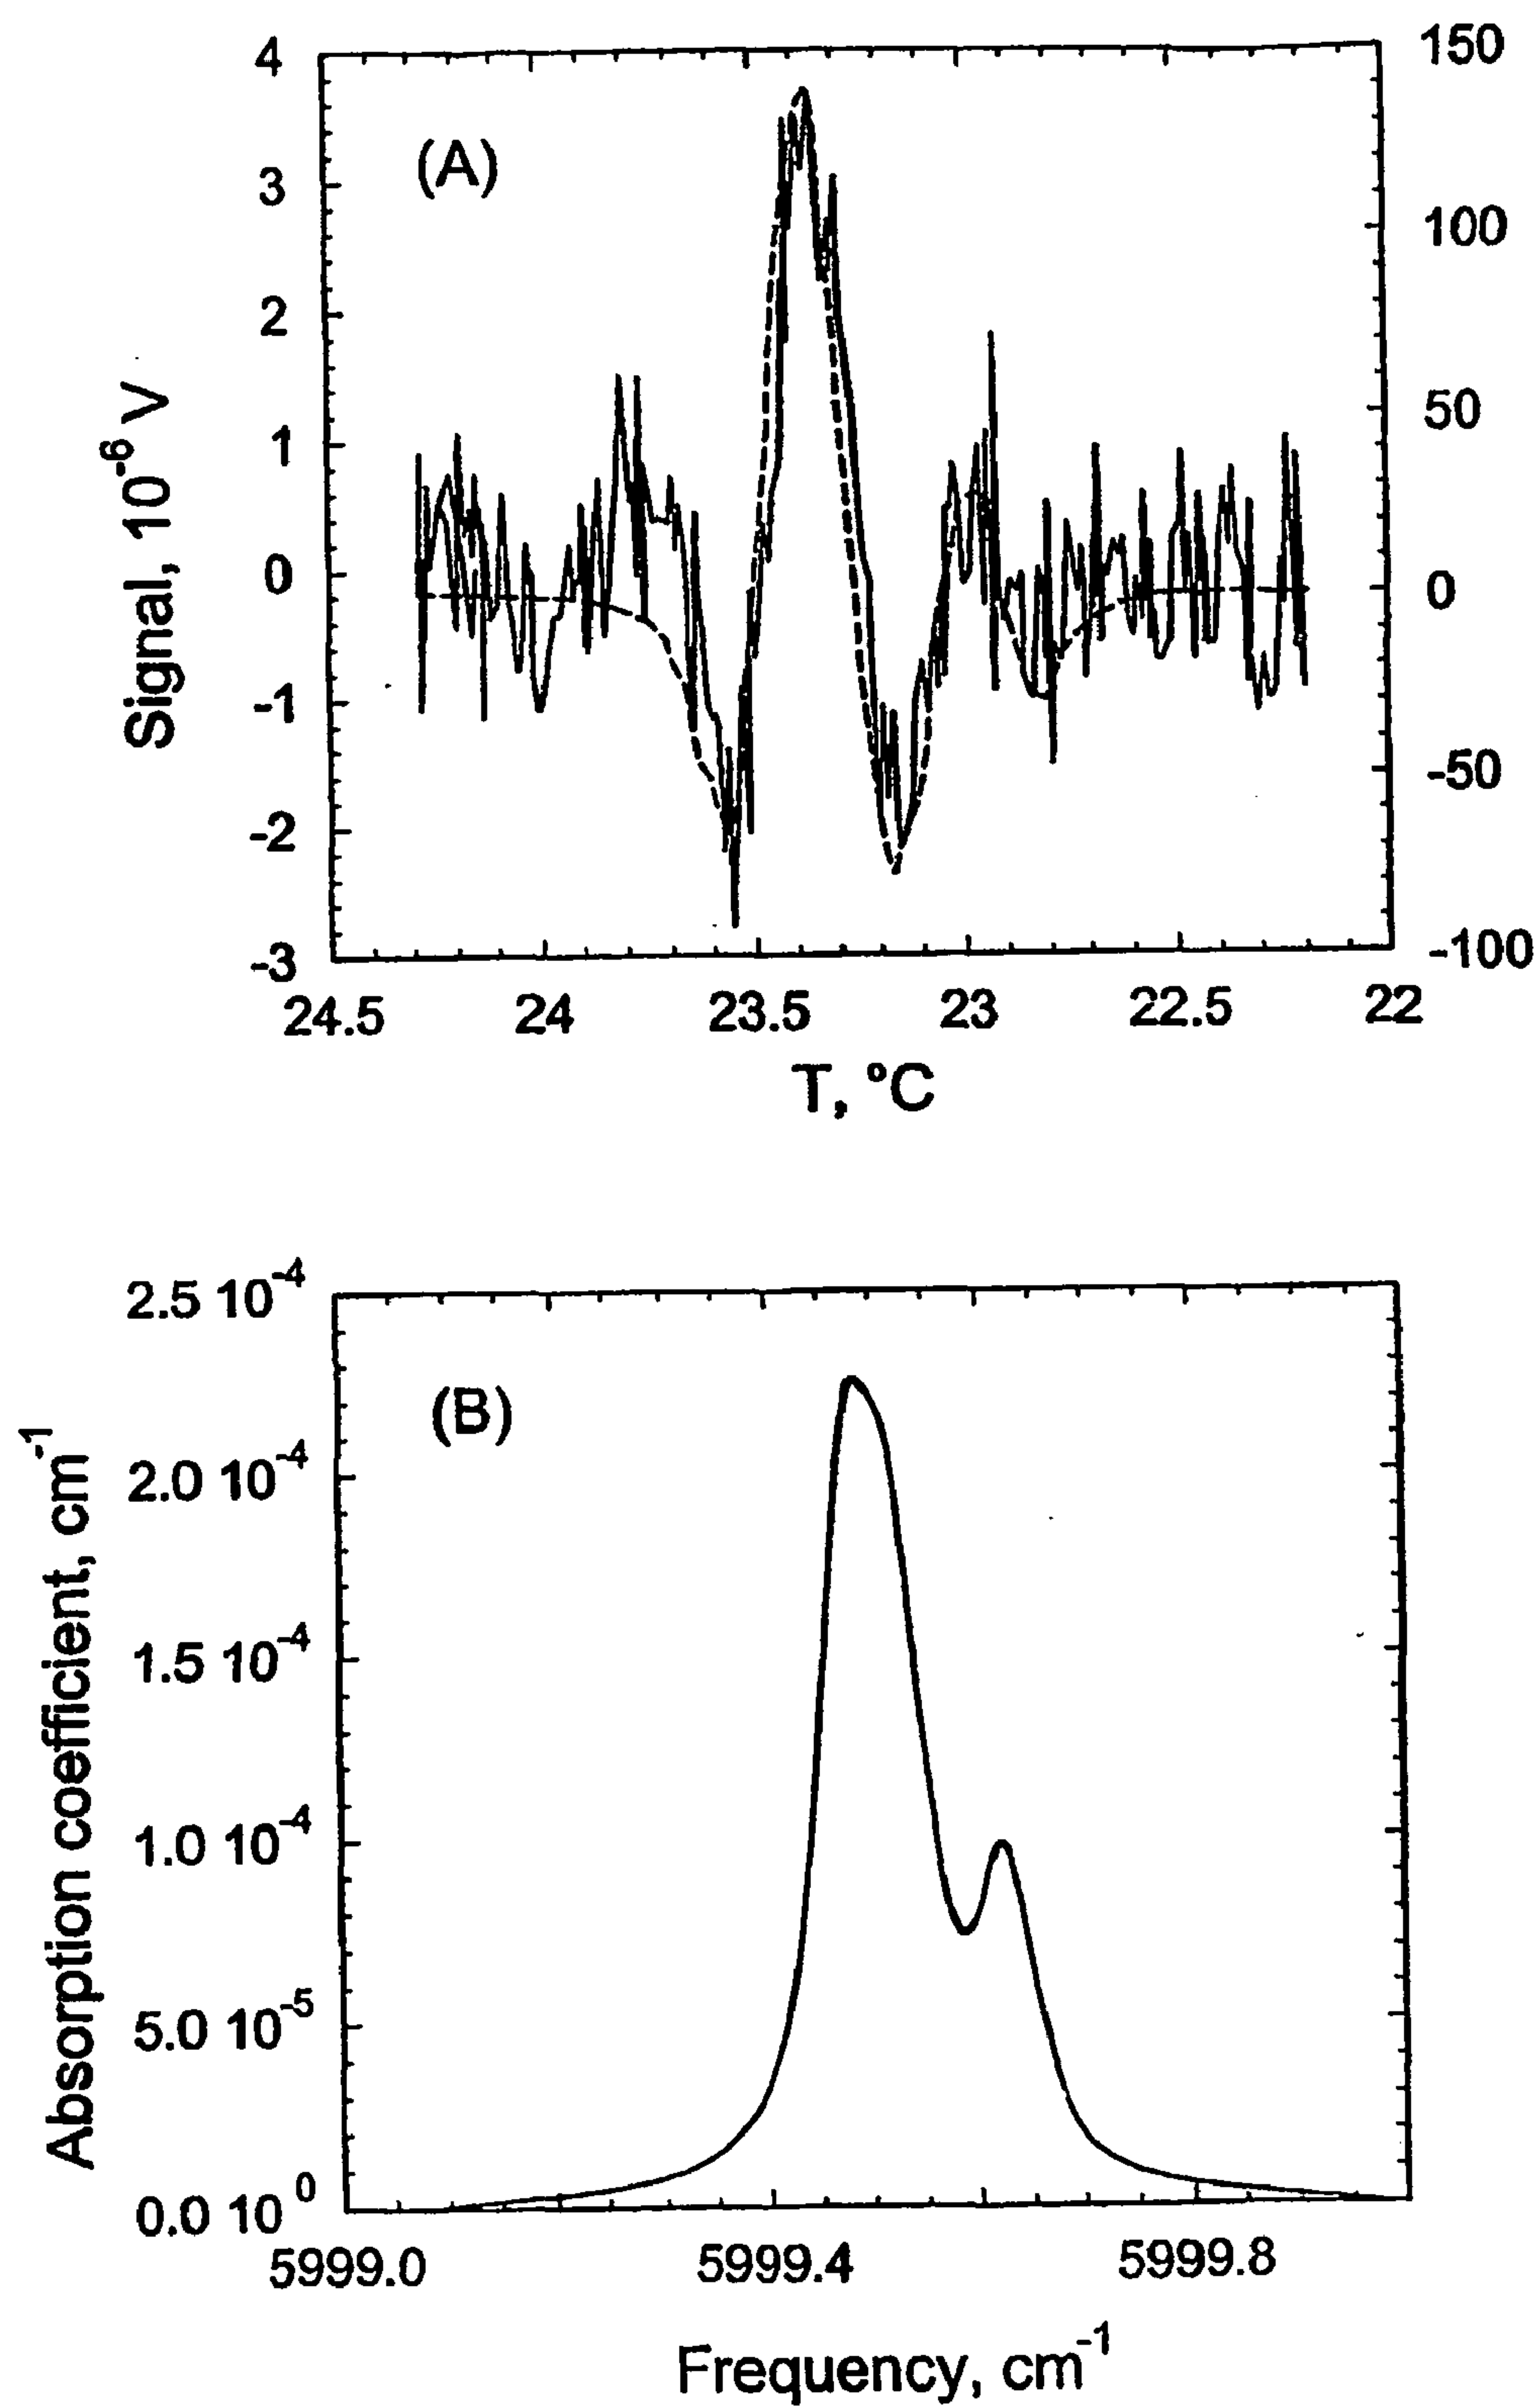 4
3
2
1
0
-1
-2
-3
150
100
50
0
-50
-100
(A)
Signal, 10⁻⁶ V
24.5 24 23.5 23 22.5 22
T, °C
2.5 10⁻⁴
2.0 10⁻⁴
1.5 10⁻⁴
1.0 10⁻⁴
5.0 10⁻⁵
0.0 10⁰
(B)
Absorption coefficient, cm⁻¹
5999.0 5999.4 5999.8
Frequency, cm⁻¹